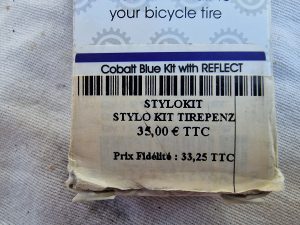 your bicycle tire
Cobalt Blue Kit with REFLECT
STYLOKIT
STYLO KIT TIREPENZ
35,00 € TTC
Prix Fidélité : 33,25 TTC